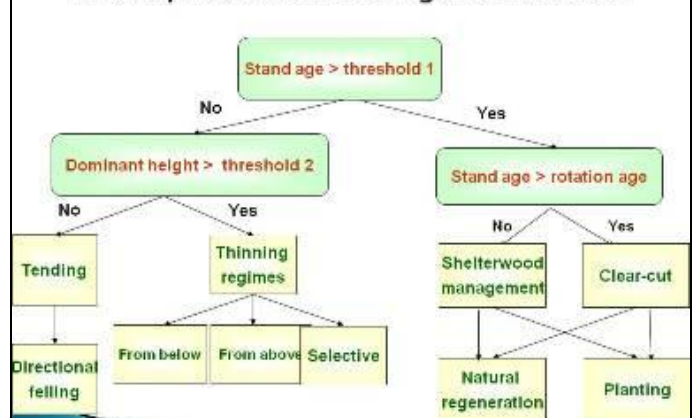 Stand age > threshold 1
No
Yes
Dominant height > threshold 2
Stand age > rotation age
No
Yes
No
Yes
Tending
Thinning
regimes
Shelterwood
management
Clear-cut
Directional
felling
From below
From above
Selective
Natural
regeneration
Planting